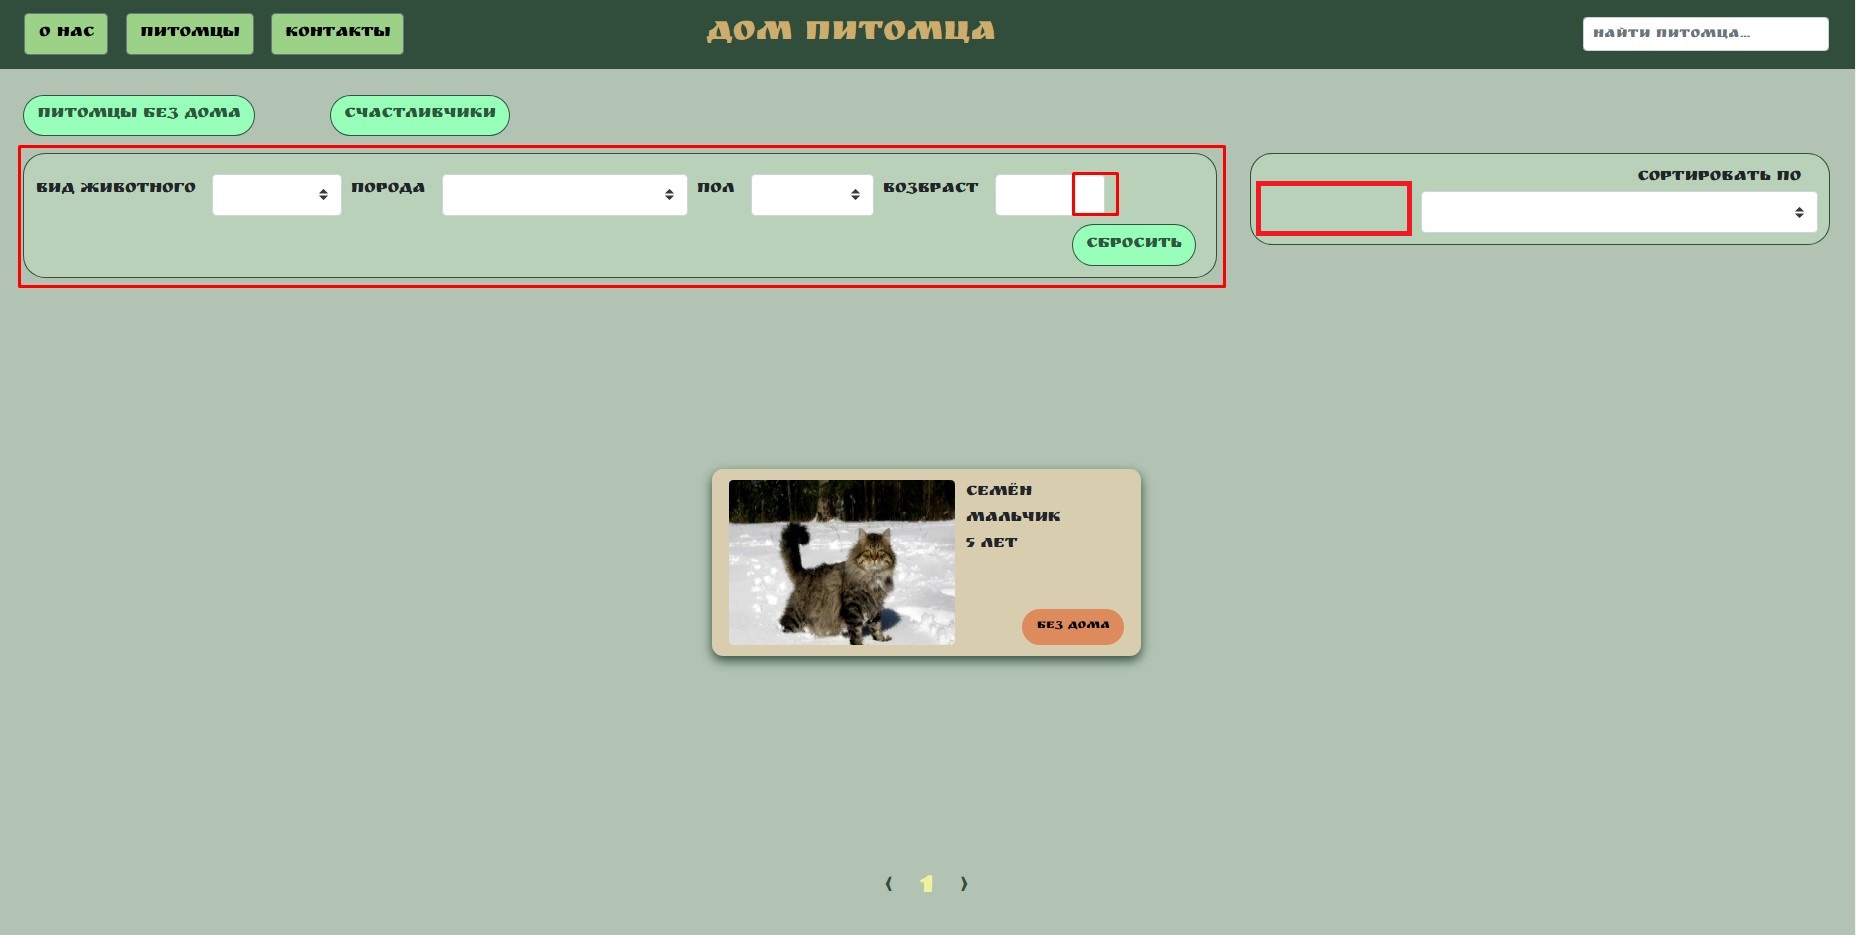 О НАС ПИТОМЦЫ КОНТАКТЫ ДОМ ПИТОМЦА НАЙТИ ПИТОМЦА...
ПИТОМЦЫ БЕЗ ДОМА СЧАСТЛИВЧИКИ
ВИД ЖИВОТНОГО ПОРОДА ПОЛ ВОЗВРАСТ
СБРОСИТЬ
СОРТИРОВАТЬ ПО
СЕМЁН
МАЛЬЧИК
5 ЛЕТ
БЕЗ ДОМА
‹ 1 ›